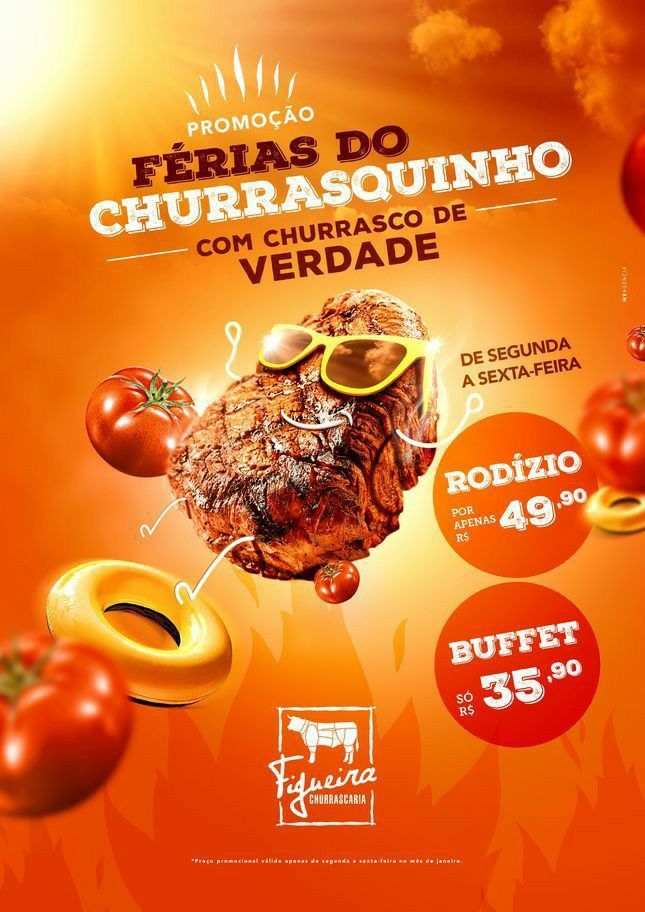 PROMOÇÃO
FÉRIAS DO
CHURRASQUINHO
COM CHURRASCO DE
VERDADE
DE SEGUNDA
A SEXTA-FEIRA
RODÍZIO
POR
APENAS
R$
49,90
BUFFET
SÓ
R$
35,90
Figueira
CHURRASCARIA
*Preço promocional válido apenas de segunda a sexta-feira no mês de janeiro.